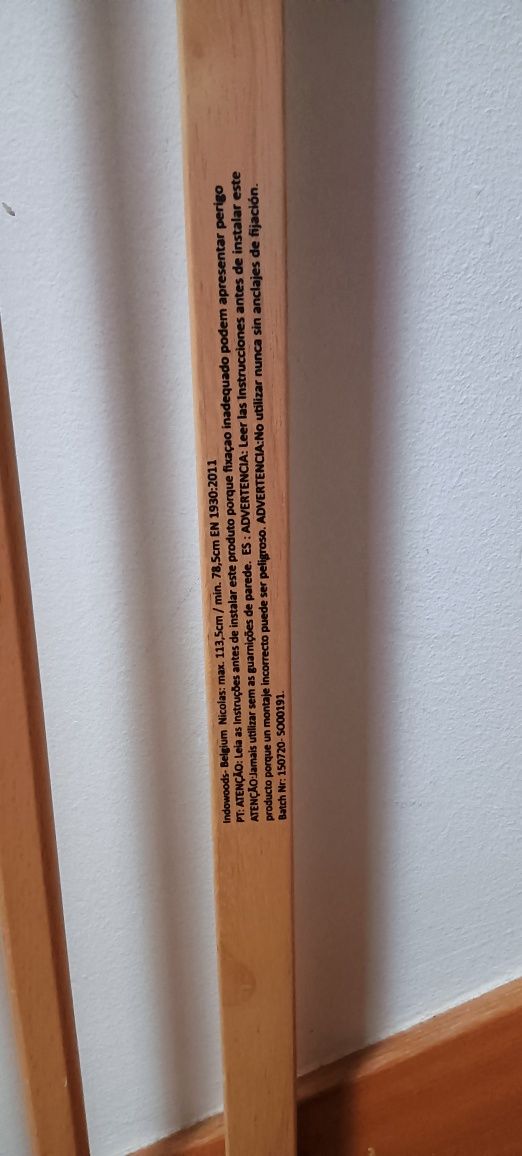 Indowoods- Belgium Nicolas: max. 113,5cm / min. 78,5cm EN 1930:2011
PT: ATENÇÃO: Leia as Instruções antes de instalar este produto porque fixaçao inadequado podem apresentar perigo
ATENÇÃO:Jamais utilizar sem as guarnições de parede. ES : ADVERTENCIA: Leer las Instrucciones antes de instalar este
producto porque un montaje incorrecto puede ser peligroso. ADVERTENCIA:No utilizar nunca sin anclajes de fijación.
Batch Nr: 150720- SO00191.